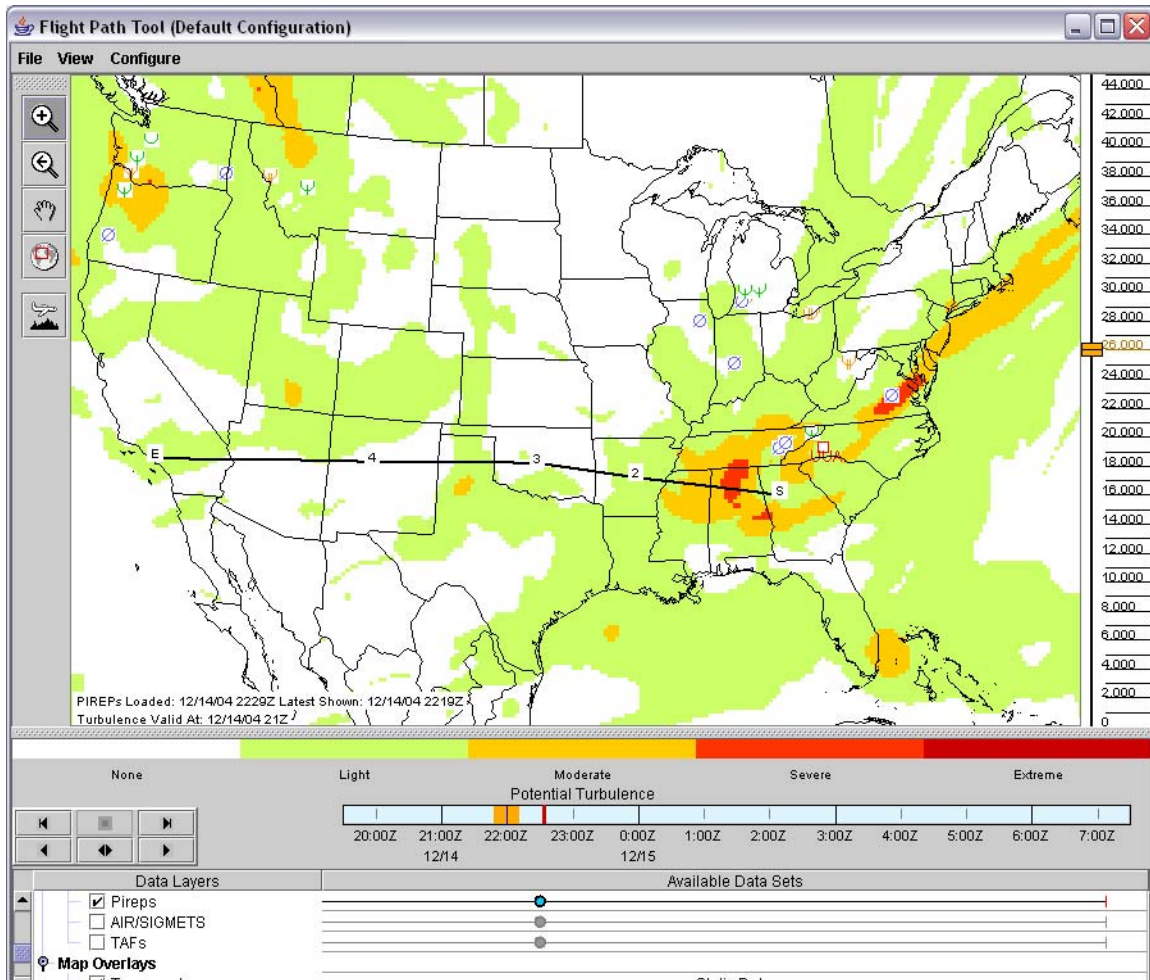 Flight Path Tool (Default Configuration)
File View Configure
44.000
42.000
40.000
38.000
36.000
34.000
32.000
30.000
28.000
26.000
24.000
22.000
20.000
18.000
16.000
14.000
12.000
10.000
8.000
6.000
4.000
2.000
0
E
4
3
2
S
UUA
PIREPs Loaded: 12/14/04 2229Z Latest Shown: 12/14/04 2219Z
Turbulence Valid At: 12/14/04 21Z
None Light Moderate Severe Extreme
Potential Turbulence
20:00Z 21:00Z 22:00Z 23:00Z 0:00Z 1:00Z 2:00Z 3:00Z 4:00Z 5:00Z 6:00Z 7:00Z
12/14 12/15
Data Layers Available Data Sets
Pireps
AIR/SIGMETS
TAFs
Map Overlays